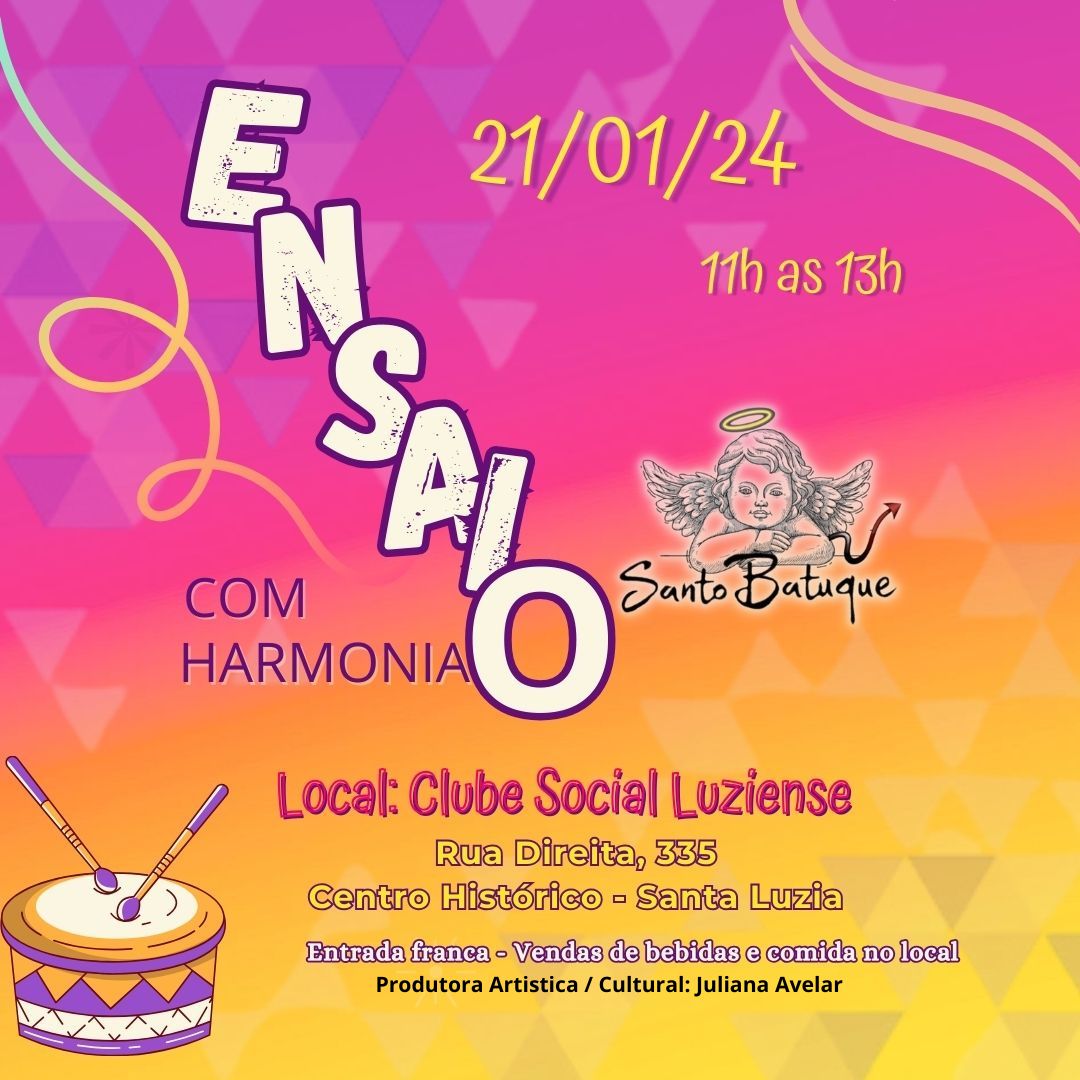 ENSAIO
21/01/24
11h as 13h
Santo Batuque
COM
HARMONIA
Local: Clube Social Luziense
Rua Direita, 335
Centro Histórico - Santa Luzia
Entrada franca - Vendas de bebidas e comida no local
Produtora Artistica / Cultural: Juliana Avelar